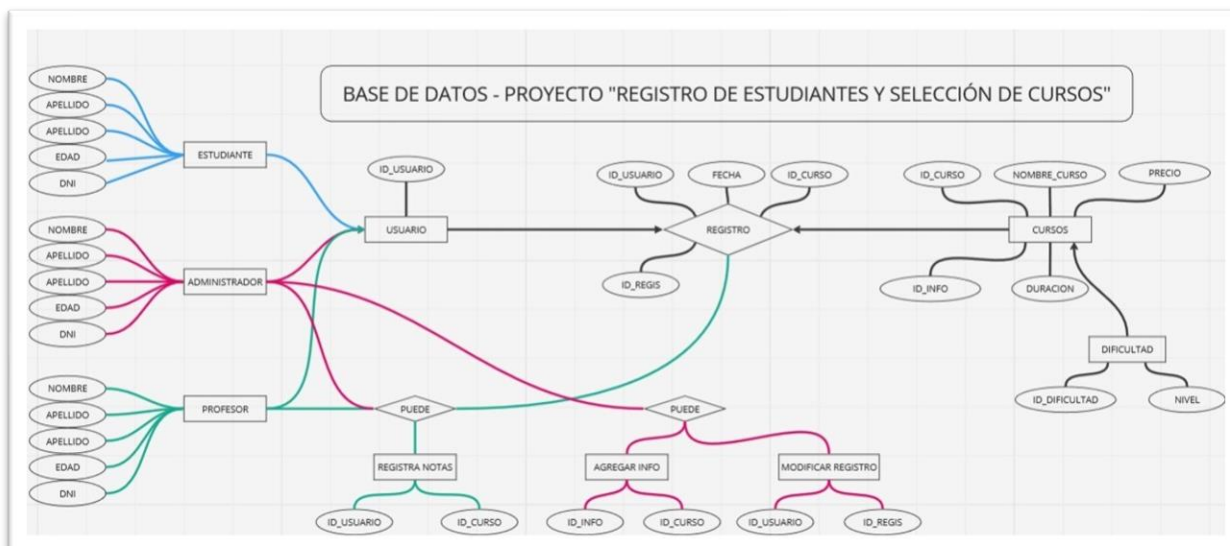 BASE DE DATOS - PROYECTO "REGISTRO DE ESTUDIANTES Y SELECCIÓN DE CURSOS"
NOMBRE
APELLIDO
APELLIDO
EDAD
DNI
ESTUDIANTE
NOMBRE
APELLIDO
APELLIDO
EDAD
DNI
ADMINISTRADOR
NOMBRE
APELLIDO
APELLIDO
EDAD
DNI
PROFESOR
ID_USUARIO
USUARIO
ID_USUARIO
FECHA
ID_CURSO
REGISTRO
ID_REGIS
ID_CURSO
NOMBRE_CURSO
PRECIO
CURSOS
ID_INFO
DURACION
DIFICULTAD
ID_DIFICULTAD
NIVEL
PUEDE
REGISTRA NOTAS
ID_USUARIO
ID_CURSO
PUEDE
AGREGAR INFO
MODIFICAR REGISTRO
ID_INFO
ID_CURSO
ID_USUARIO
ID_REGIS